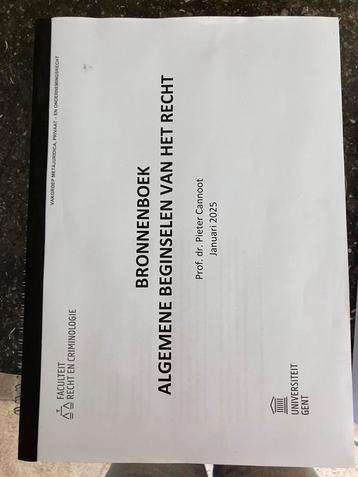 FACULTEIT
RECHT EN CRIMINOLOGIE
VAKGROEP METAJURIDICA, PRIVAAT - EN ONDERNEMINGSRECHT
BRONNENBOEK
ALGEMENE BEGINSELEN VAN HET RECHT
Prof. dr. Pieter Cannoot
Januari 2025
UNIVERSITEIT
GENT